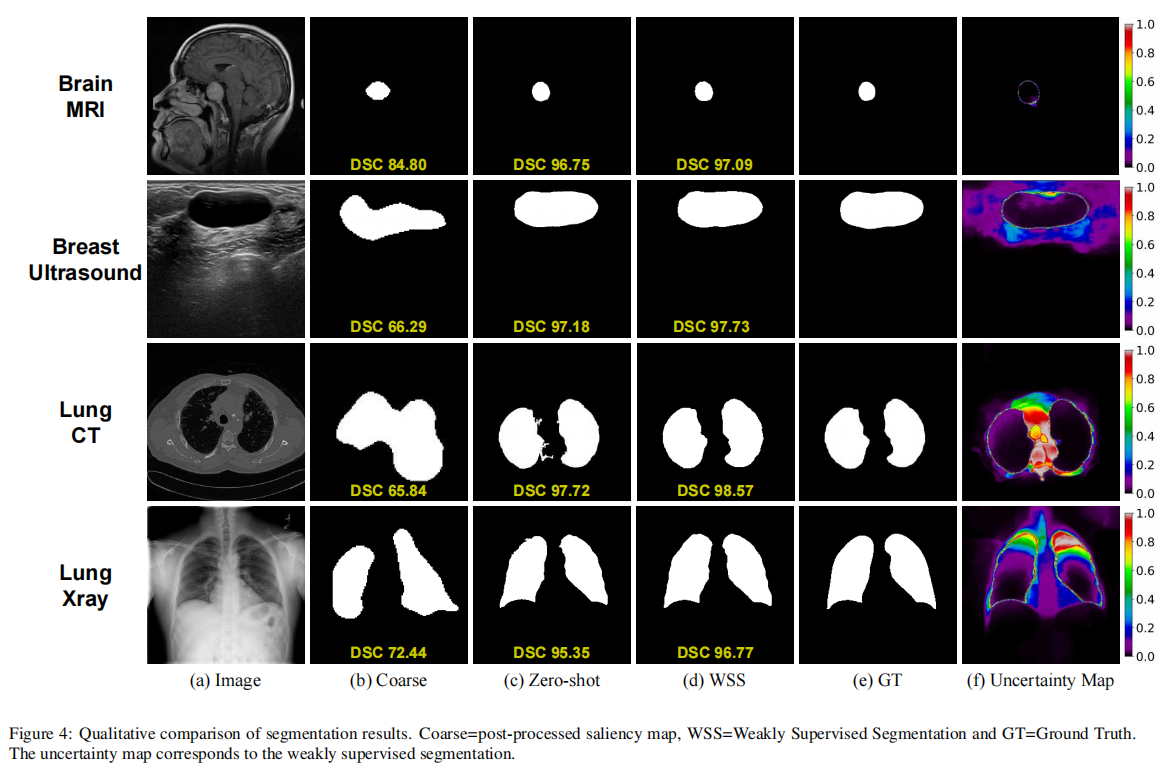 Brain
MRI
DSC 84.80
DSC 96.75
DSC 97.09
1.0
0.8
0.6
0.4
0.2
0.0
Breast
Ultrasound
DSC 66.29
DSC 97.18
DSC 97.73
1.0
0.8
0.6
0.4
0.2
0.0
Lung
CT
DSC 65.84
DSC 97.72
DSC 98.57
1.0
0.8
0.6
0.4
0.2
0.0
Lung
Xray
DSC 72.44
DSC 95.35
DSC 96.77
1.0
0.8
0.6
0.4
0.2
0.0
(a) Image
(b) Coarse
(c) Zero-shot
(d) WSS
(e) GT
(f) Uncertainty Map
Figure 4: Qualitative comparison of segmentation results. Coarse=post-processed saliency map, WSS=Weakly Supervised Segmentation and GT=Ground Truth.
The uncertainty map corresponds to the weakly supervised segmentation.